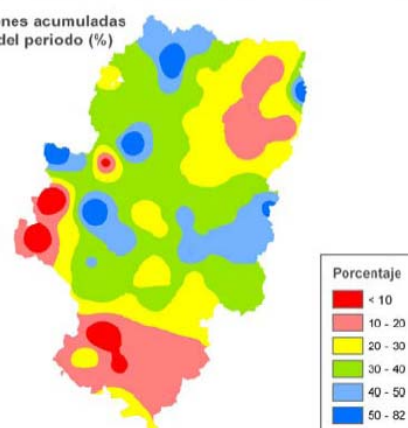 nes acumuladas
del periodo (%)
Porcentaje
< 10
10 - 20
20 - 30
30 - 40
40 - 50
50 - 82